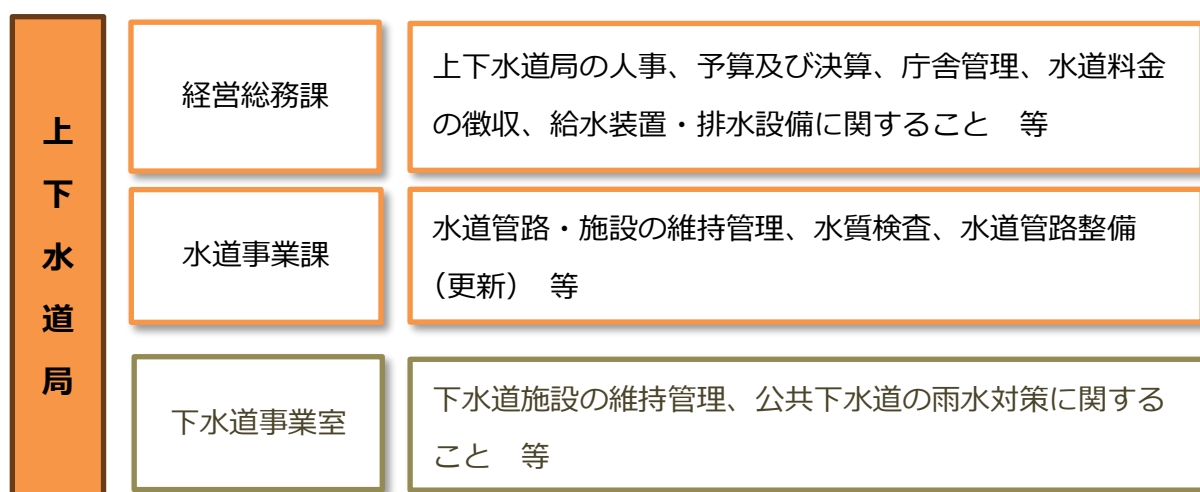 上下水道局
経営総務課
上下水道局の人事、予算及び決算、庁舎管理、水道料金
の徴収、給水装置・排水設備に関すること　等
水道事業課
水道管路・施設の維持管理、水質検査、水道管路整備
（更新）　等
下水道事業室
下水道施設の維持管理、公共下水道の雨水対策に関する
こと　等